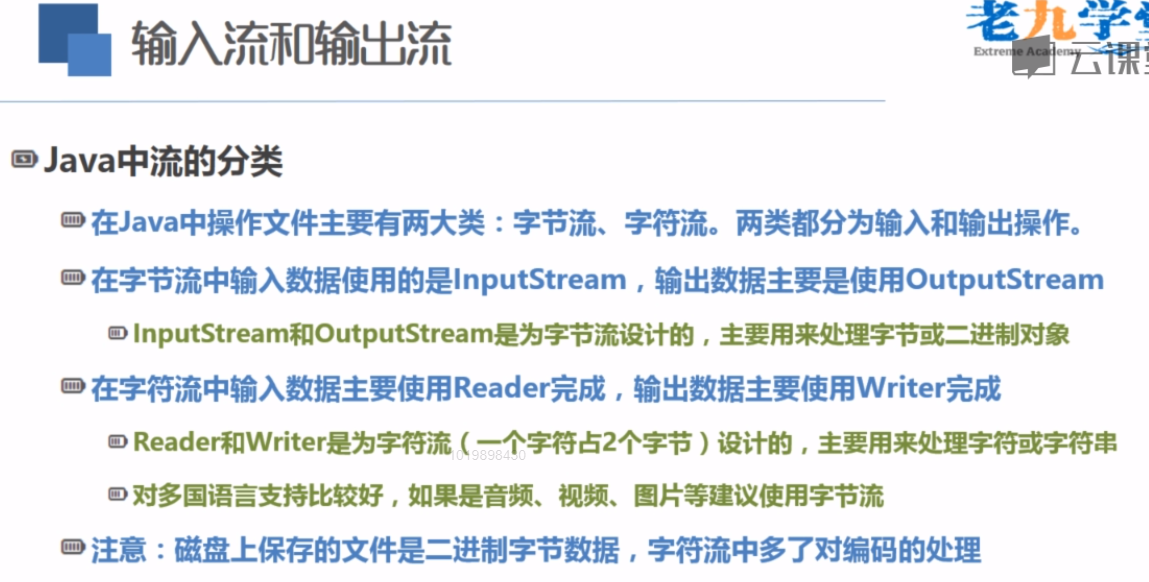 输入流和输出流
老九学堂
Extreme Academy
云课堂
Java中流的分类
在Java中操作文件主要有两大类：字节流、字符流。两类都分为输入和输出操作。
在字节流中输入数据使用的是InputStream，输出数据主要是使用OutputStream
InputStream和OutputStream是为字节流设计的，主要用来处理字节或二进制对象
在字符流中输入数据主要使用Reader完成，输出数据主要使用Writer完成
Reader和Writer是为字符流（一个字符占2个字节）设计的，主要用来处理字符或字符串
1019898430
对多国语言支持比较好，如果是音频、视频、图片等建议使用字节流
注意：磁盘上保存的文件是二进制字节数据，字符流中多了对编码的处理